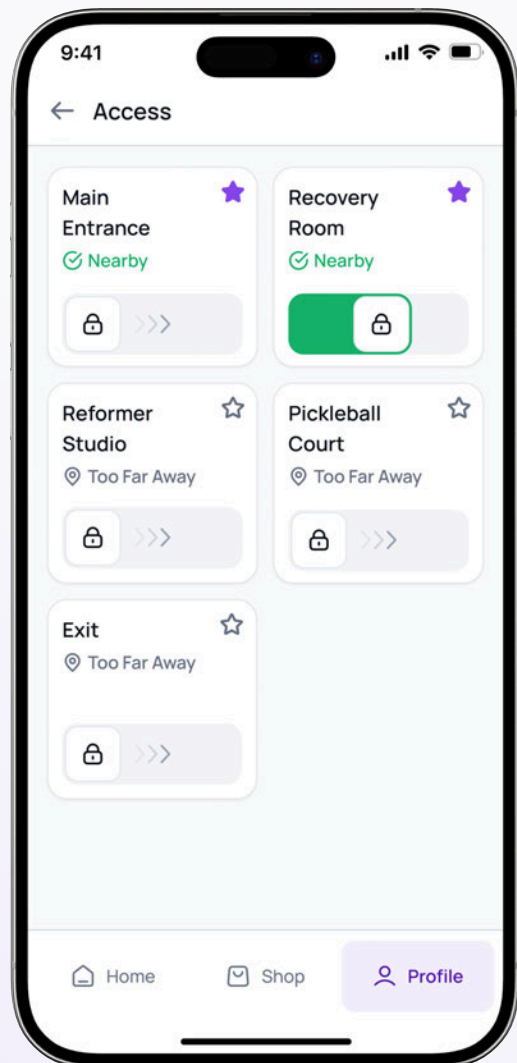 9:41
Access
Main
Entrance
Nearby
Recovery
Room
Nearby
Reformer
Studio
Too Far Away
Pickleball
Court
Too Far Away
Exit
Too Far Away
Home
Shop
Profile